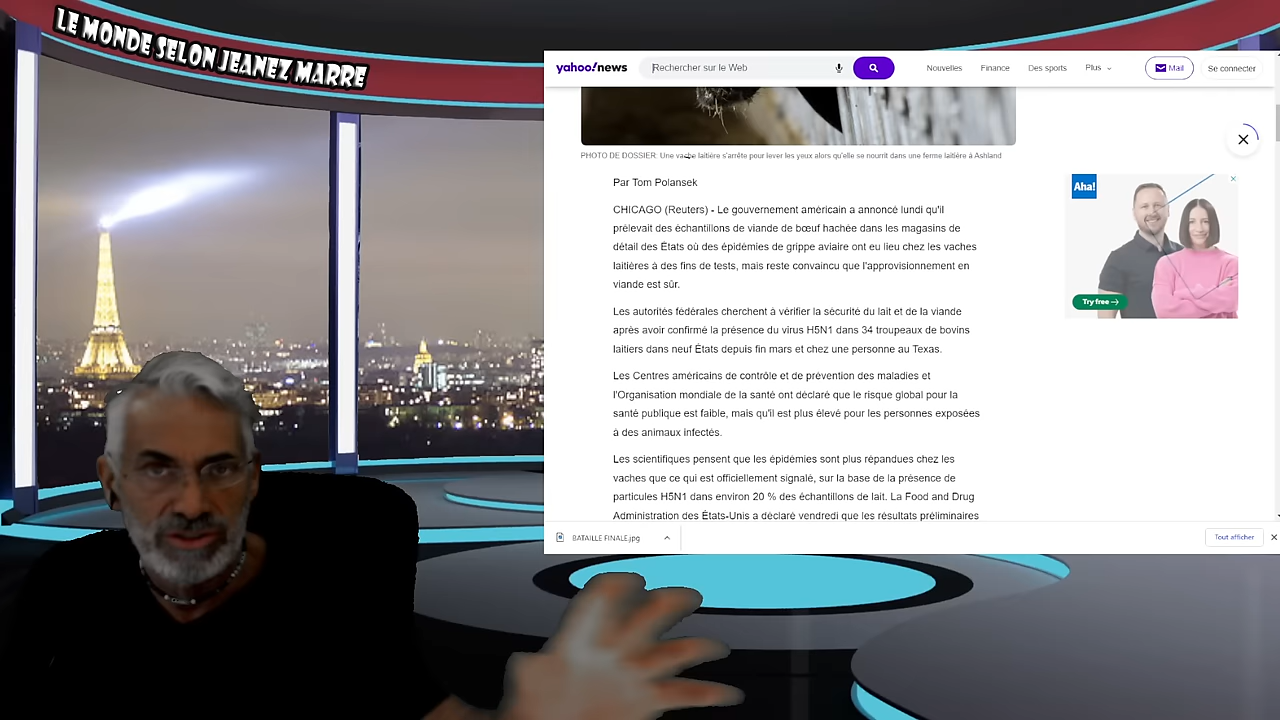 LE MONDE SELON JEANEZ MARRE
yahoo!news
Rechercher sur le Web
Nouvelles
Finance
Des sports
Plus
Mail
Se connecter
PHOTO DE DOSSIER: Une vache laitière s'arrête pour lever les yeux alors qu'elle se nourrit dans une ferme laitière à Ashland
Par Tom Polansek
CHICAGO (Reuters) - Le gouvernement américain a annoncé lundi qu'il
prélevait des échantillons de viande de bœuf hachée dans les magasins de
détail des États où des épidémies de grippe aviaire ont eu lieu chez les vaches
laitières à des fins de tests, mais reste convaincu que l'approvisionnement en
viande est sûr.
Les autorités fédérales cherchent à vérifier la sécurité du lait et de la viande
après avoir confirmé la présence du virus H5N1 dans 34 troupeaux de bovins
laitiers dans neuf États depuis fin mars et chez une personne au Texas.
Les Centres américains de contrôle et de prévention des maladies et
l'Organisation mondiale de la santé ont déclaré que le risque global pour la
santé publique est faible, mais qu'il est plus élevé pour les personnes exposées
à des animaux infectés.
Les scientifiques pensent que les épidémies sont plus répandues chez les
vaches que ce qui est officiellement signalé, sur la base de la présence de
particules H5N1 dans environ 20 % des échantillons de lait. La Food and Drug
Administration des États-Unis a déclaré vendredi que les résultats préliminaires
Aha!
Try free →
BATAILLE FINALE.jpg
Tout afficher